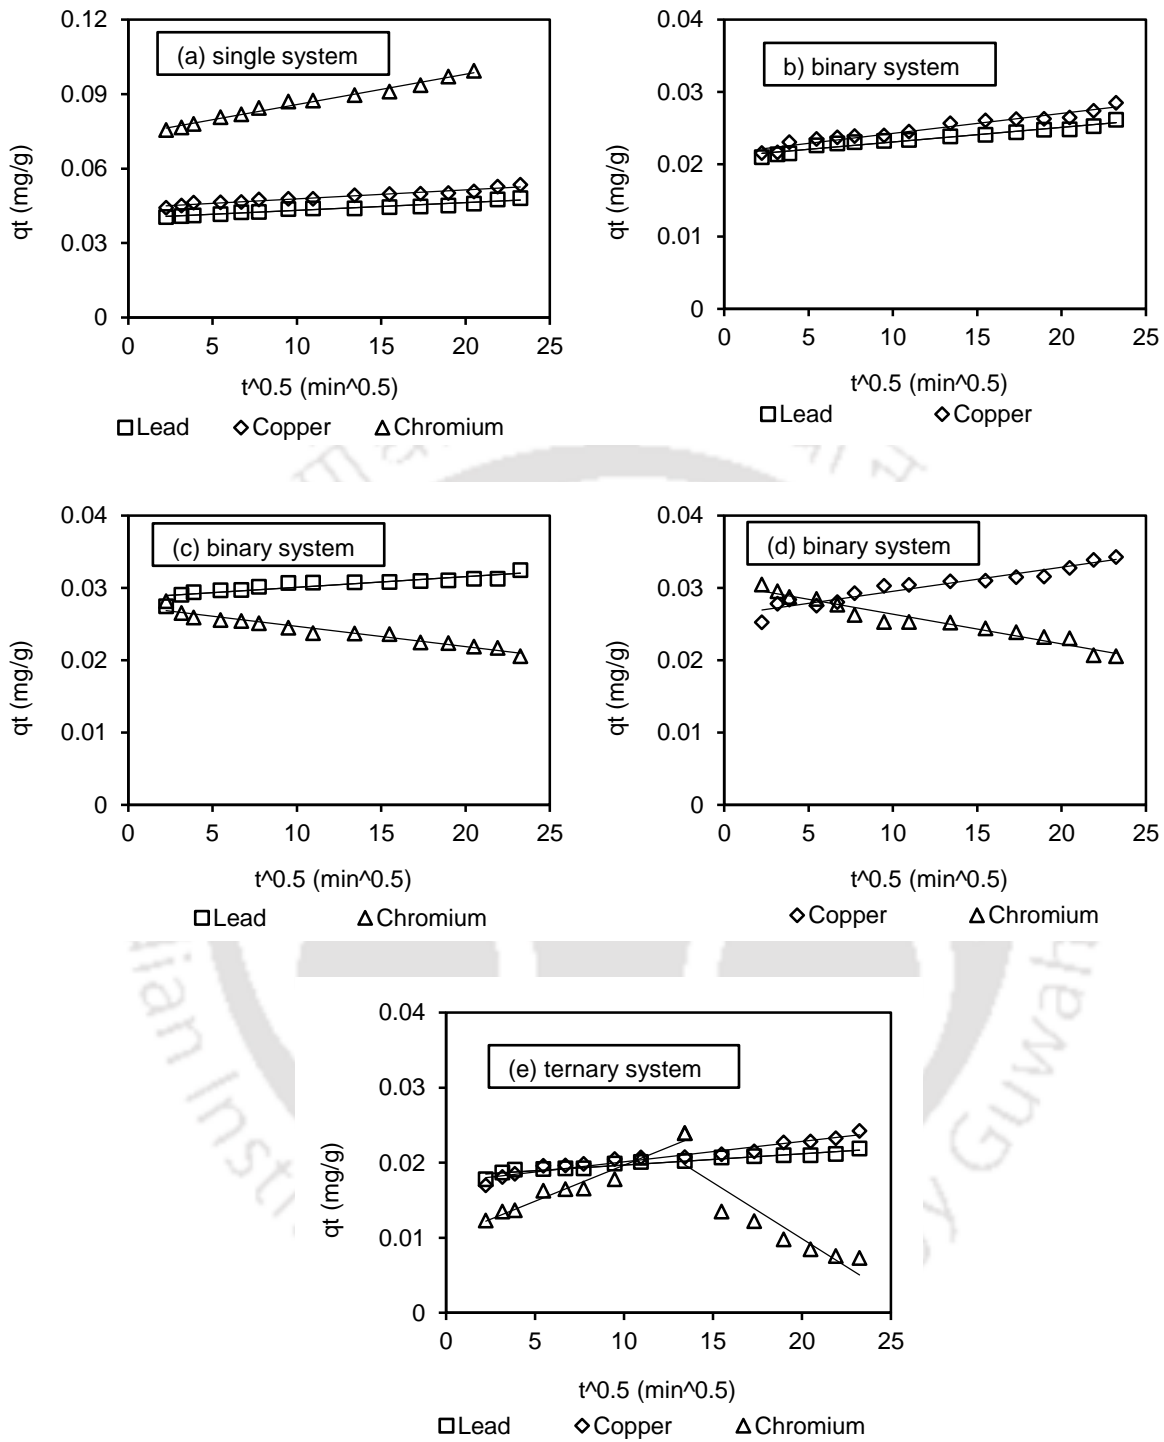 (a) single system
0.12
0.09
0.06
0.03
0
qt (mg/g)
0 5 10 15 20 25
t^0.5 (min^0.5)
Lead Copper Chromium
b) binary system
0.04
0.03
0.02
0.01
0
qt (mg/g)
0 5 10 15 20 25
t^0.5 (min^0.5)
Lead Copper
(c) binary system
0.04
0.03
0.02
0.01
0
qt (mg/g)
0 5 10 15 20 25
t^0.5 (min^0.5)
Lead Chromium
(d) binary system
0.04
0.03
0.02
0.01
0
qt (mg/g)
0 5 10 15 20 25
t^0.5 (min^0.5)
Copper Chromium
(e) ternary system
0.04
0.03
0.02
0.01
0
qt (mg/g)
0 5 10 15 20 25
t^0.5 (min^0.5)
Lead Copper Chromium